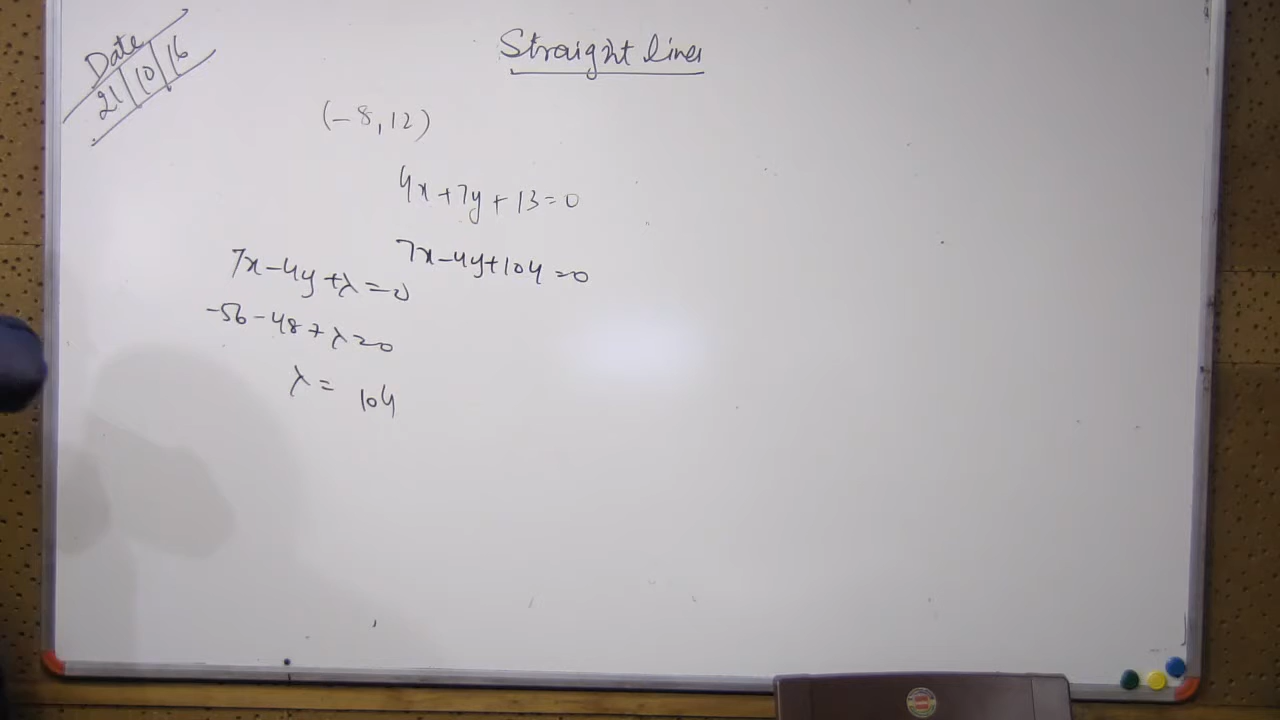 Date
21/10/16
Straight lines
(-8,12)
4x+7y+13=0
7x-4y+104=0
7x-4y+λ=0
-56-48+λ=0
λ= 104